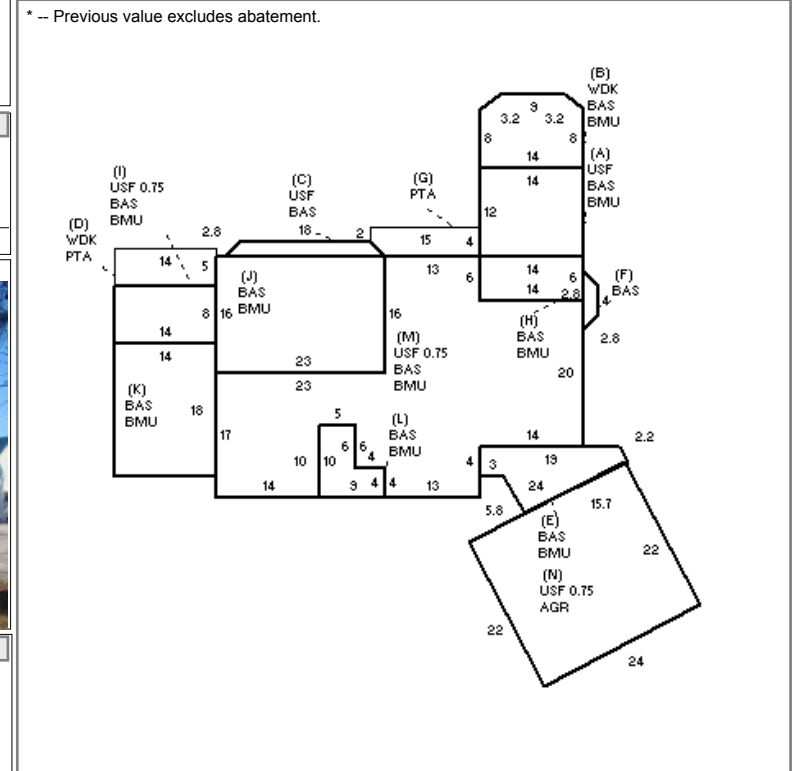 * -- Previous value excludes abatement.
(B)
WDK
BAS
BMU
9
3.2 3.2
8 8
14
(A)
USF
BAS
BMU
14
12
(I)
USF 0.75
BAS
BMU
(C)
USF
BAS
(G)
PTA
(D)
WDK
PTA
2.8
18
2
15 4
14 5
13
6
14
6
14
2.8
(F)
BAS
4
2.8
(J)
BAS
BMU
8 16
16
14
(H)
BAS
BMU
(M)
USF 0.75
BAS
BMU
23
23
20
14
(K)
BAS
BMU
18
17
5
(L)
BAS
BMU
6 6
4
10 10
14
9 4 4
13
4
14
3
19
2.2
24
15.7
5.8
(E)
BAS
BMU
22
(N)
USF 0.75
AGR
22
24